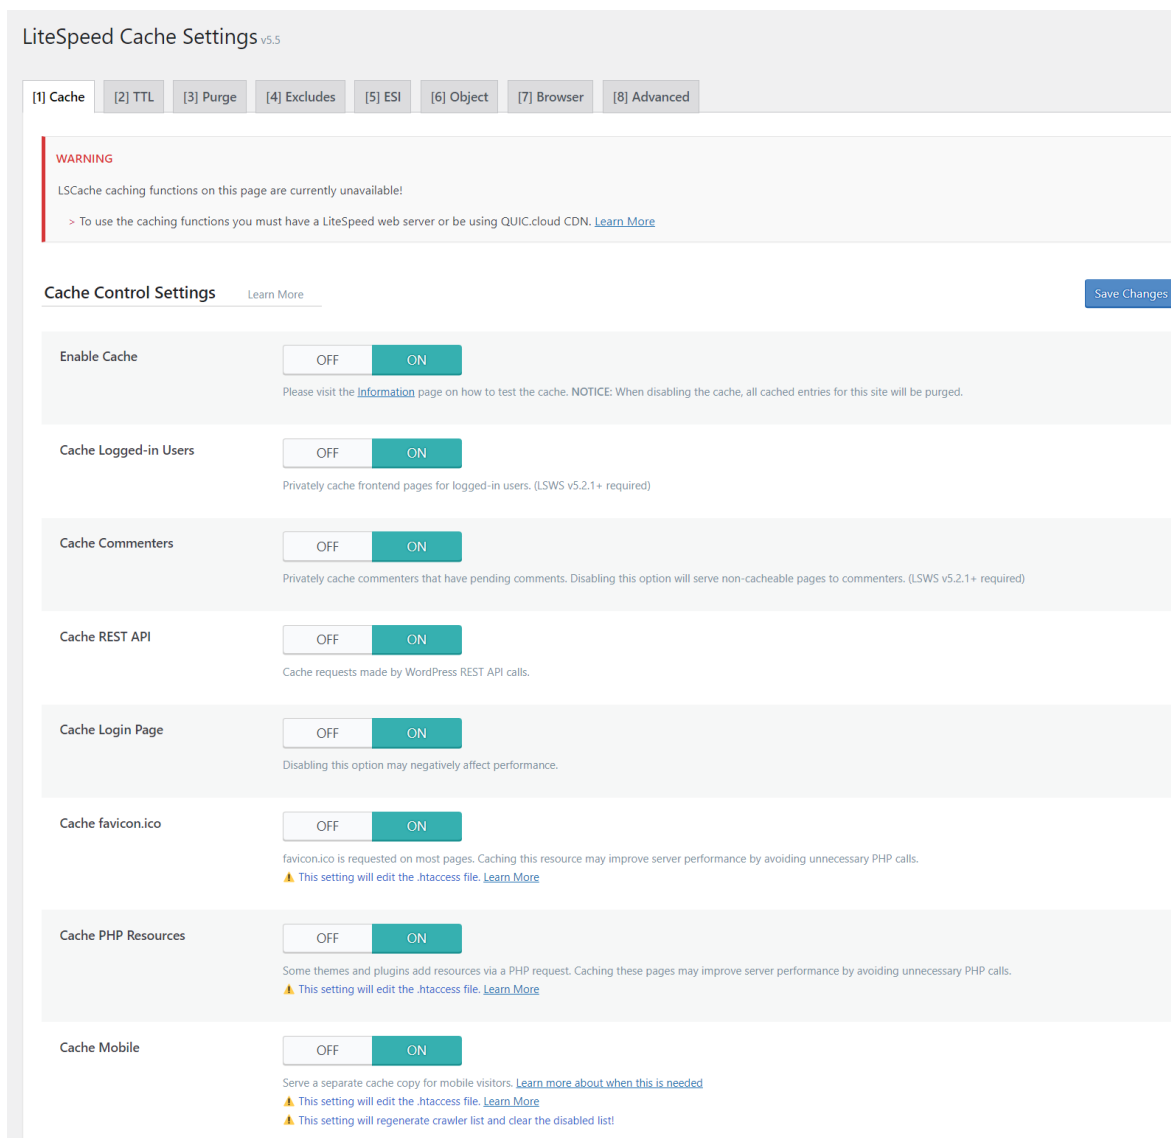 LiteSpeed Cache Settings v5.5
[1] Cache [2] TTL [3] Purge [4] Excludes [5] ESI [6] Object [7] Browser [8] Advanced
WARNING
LSCache caching functions on this page are currently unavailable!
> To use the caching functions you must have a LiteSpeed web server or be using QUIC.cloud CDN. Learn More
Cache Control Settings Learn More Save Changes
Enable Cache OFF ON
Please visit the Information page on how to test the cache. NOTICE: When disabling the cache, all cached entries for this site will be purged.
Cache Logged-in Users OFF ON
Privately cache frontend pages for logged-in users. (LSWS v5.2.1+ required)
Cache Commenters OFF ON
Privately cache commenters that have pending comments. Disabling this option will serve non-cacheable pages to commenters. (LSWS v5.2.1+ required)
Cache REST API OFF ON
Cache requests made by WordPress REST API calls.
Cache Login Page OFF ON
Disabling this option may negatively affect performance.
Cache favicon.ico OFF ON
favicon.ico is requested on most pages. Caching this resource may improve server performance by avoiding unnecessary PHP calls.
⚠ This setting will edit the .htaccess file. Learn More
Cache PHP Resources OFF ON
Some themes and plugins add resources via a PHP request. Caching these pages may improve server performance by avoiding unnecessary PHP calls.
⚠ This setting will edit the .htaccess file. Learn More
Cache Mobile OFF ON
Serve a separate cache copy for mobile visitors. Learn more about when this is needed
⚠ This setting will edit the .htaccess file. Learn More
⚠ This setting will regenerate crawler list and clear the disabled list!